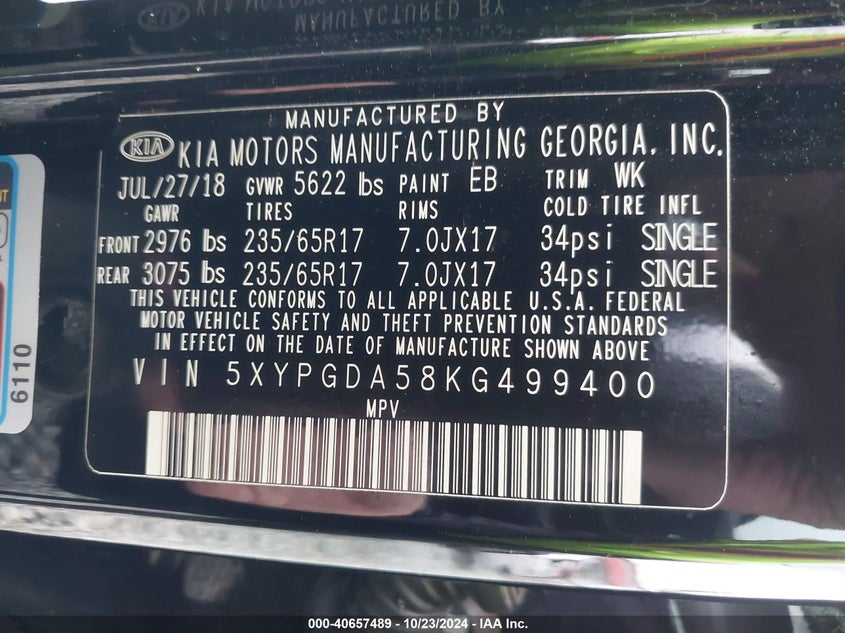 MANUFACTURED BY
KIA KIA MOTORS MANUFACTURING GEORGIA, INC.
JUL/27/18 GVWR 5622 lbs PAINT EB TRIM WK
GAWR TIRES RIMS COLD TIRE INFL
FRONT 2976 lbs 235/65R17 7.0JX17 34psi SINGLE
REAR 3075 lbs 235/65R17 7.0JX17 34psi SINGLE
THIS VEHICLE CONFORMS TO ALL APPLICABLE U.S.A. FEDERAL
MOTOR VEHICLE SAFETY AND THEFT PREVENTION STANDARDS
IN EFFECT ON THE DATE OF MANUFACTURE SHOWN ABOVE
VIN 5XYPGDA58KG499400
MPV
6110
000-40657489 - 10/23/2024 - IAA Inc.